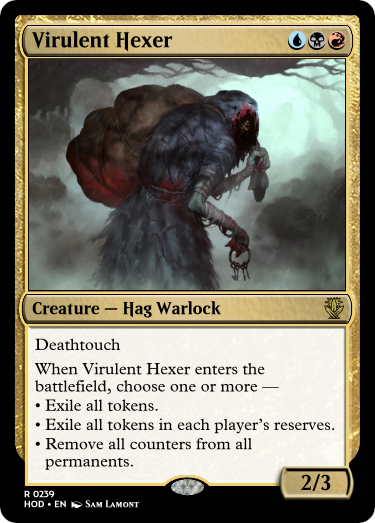 Virulent Hexer
Creature — Hag Warlock
Deathtouch
When Virulent Hexer enters the
battlefield, choose one or more —
• Exile all tokens.
• Exile all tokens in each player's reserves.
• Remove all counters from all
permanents.
2/3
R 0239
HOD • EN Sam Lamont